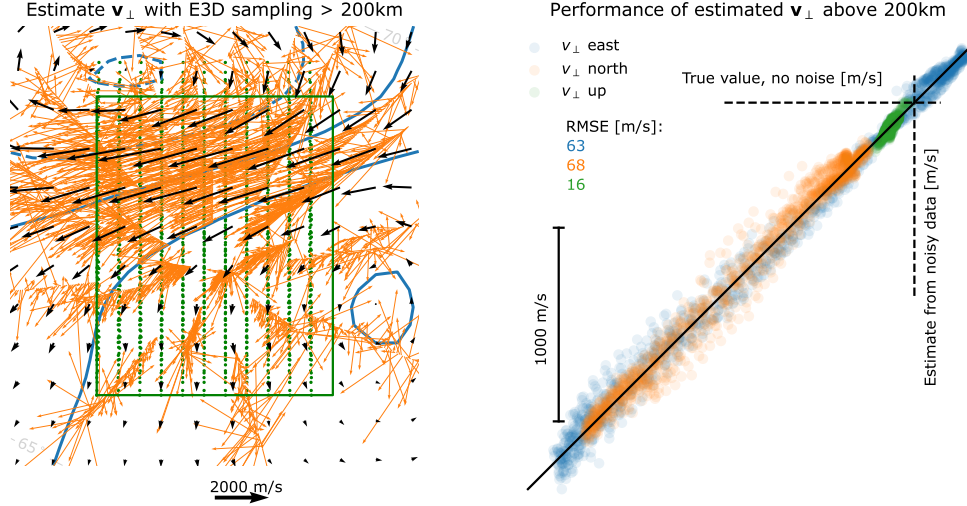 Estimate v⊥ with E3D sampling > 200km
70
65°
2000 m/s
Performance of estimated v⊥ above 200km
v⊥ east
v⊥ north
v⊥ up
RMSE [m/s]:
63
68
16
True value, no noise [m/s]
Estimate from noisy data [m/s]
1000 m/s